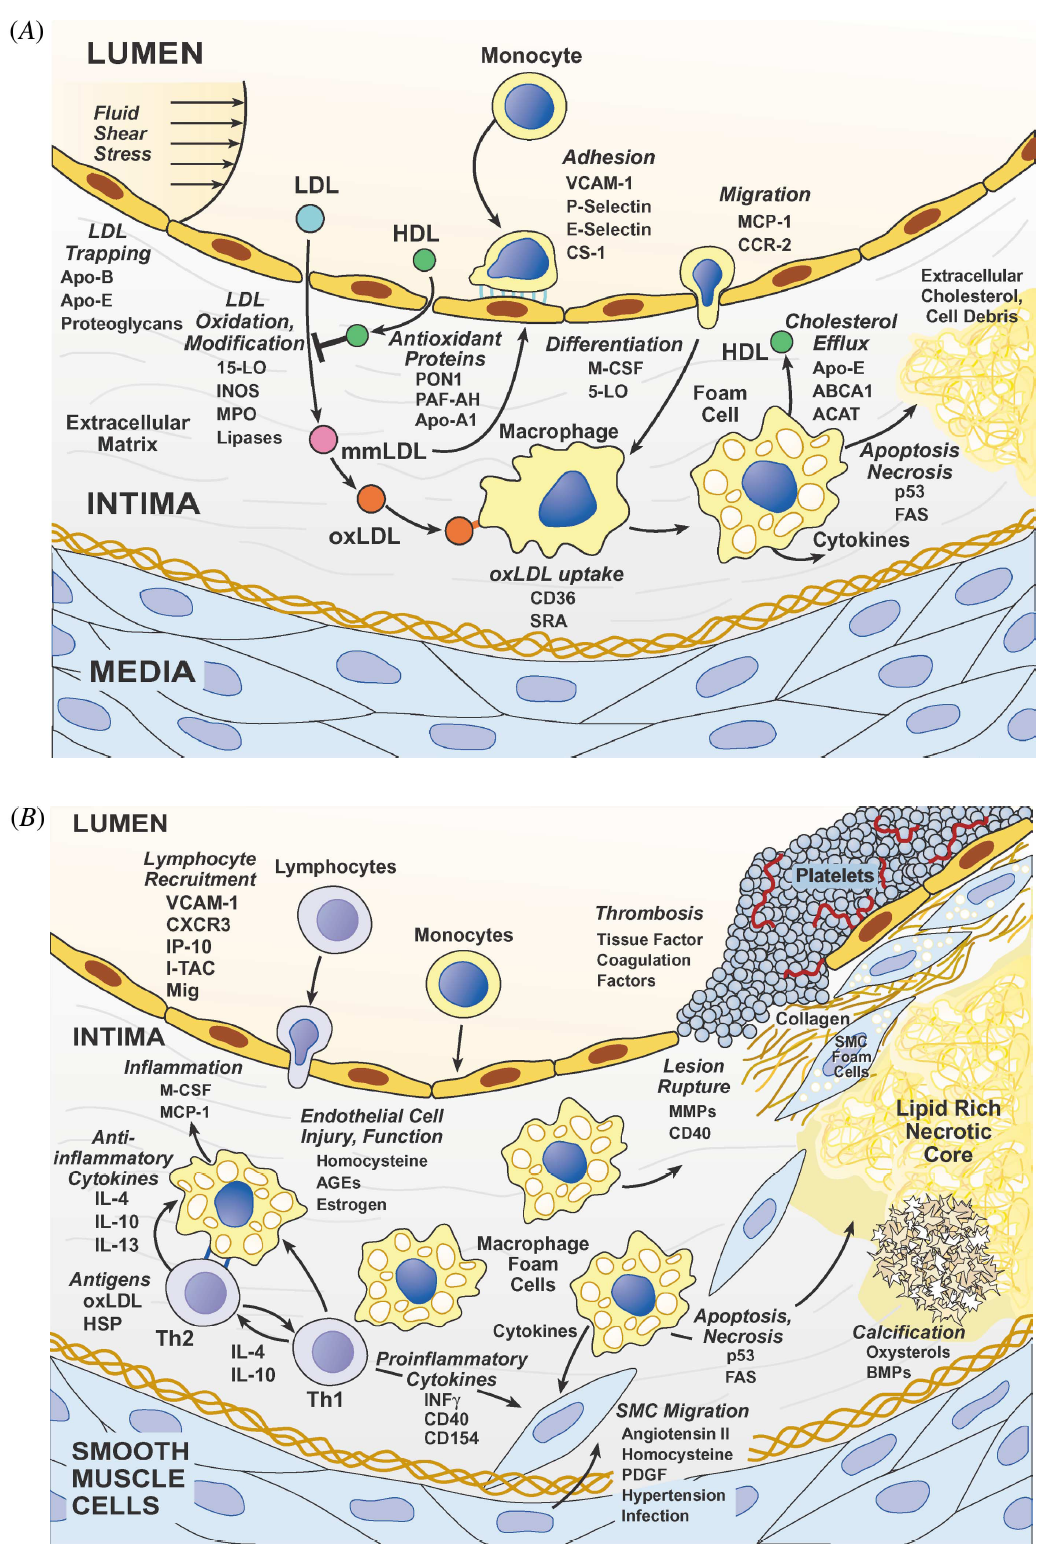 (A)
LUMEN
Monocyte
Fluid
Shear
Stress
Adhesion
VCAM-1
P-Selectin
E-Selectin
CS-1
Migration
MCP-1
CCR-2
LDL
HDL
LDL
Trapping
Apo-B
Apo-E
Proteoglycans
LDL
Oxidation,
Modification
15-LO
INOS
MPO
Lipases
Antioxidant
Proteins
PON1
PAF-AH
Apo-A1
Differentiation
M-CSF
5-LO
Extracellular
Cholesterol,
Cell Debris
HDL
Cholesterol
Efflux
Apo-E
ABCA1
ACAT
Foam
Cell
Extracellular
Matrix
mmLDL
Macrophage
Apoptosis
Necrosis
p53
FAS
INTIMA
oxLDL
Cytokines
oxLDL uptake
CD36
SRA
MEDIA
(B)
LUMEN
Lymphocyte
Recruitment
VCAM-1
CXCR3
IP-10
I-TAC
Mig
Lymphocytes
Monocytes
Thrombosis
Tissue Factor
Coagulation
Factors
Platelets
Collagen
SMC
Foam
Cells
INTIMA
Inflammation
M-CSF
MCP-1
Endothelial Cell
Injury, Function
Homocysteine
AGEs
Estrogen
Lesion
Rupture
MMPs
CD40
Lipid Rich
Necrotic
Core
Anti-
inflammatory
Cytokines
IL-4
IL-10
IL-13
Antigens
oxLDL
HSP
Th2
IL-4
IL-10
Th1
Macrophage
Foam
Cells
Cytokines
Apoptosis,
Necrosis
p53
FAS
Calcification
Oxysterols
BMPs
Proinflammatory
Cytokines
INFγ
CD40
CD154
SMC Migration
Angiotensin II
Homocysteine
PDGF
Hypertension
Infection
SMOOTH
MUSCLE
CELLS